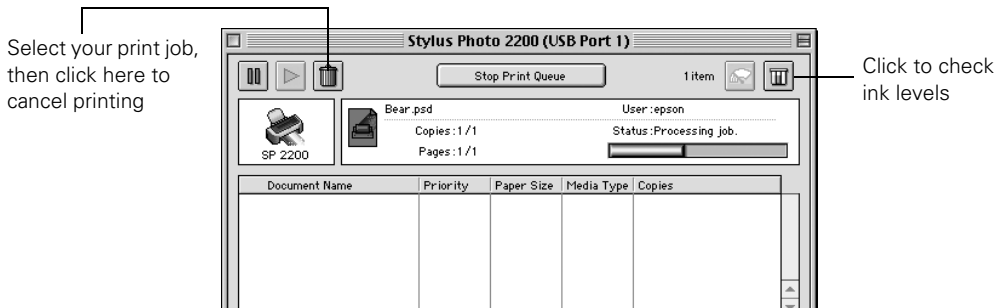 Select your print job,
then click here to
cancel printing
Stylus Photo 2200 (USB Port 1)
Stop Print Queue
1 item
Click to check
ink levels
SP 2200
Bear.psd
User:epson
Copies:1/1
Status:Processing job.
Pages:1/1
Document Name Priority Paper Size Media Type Copies